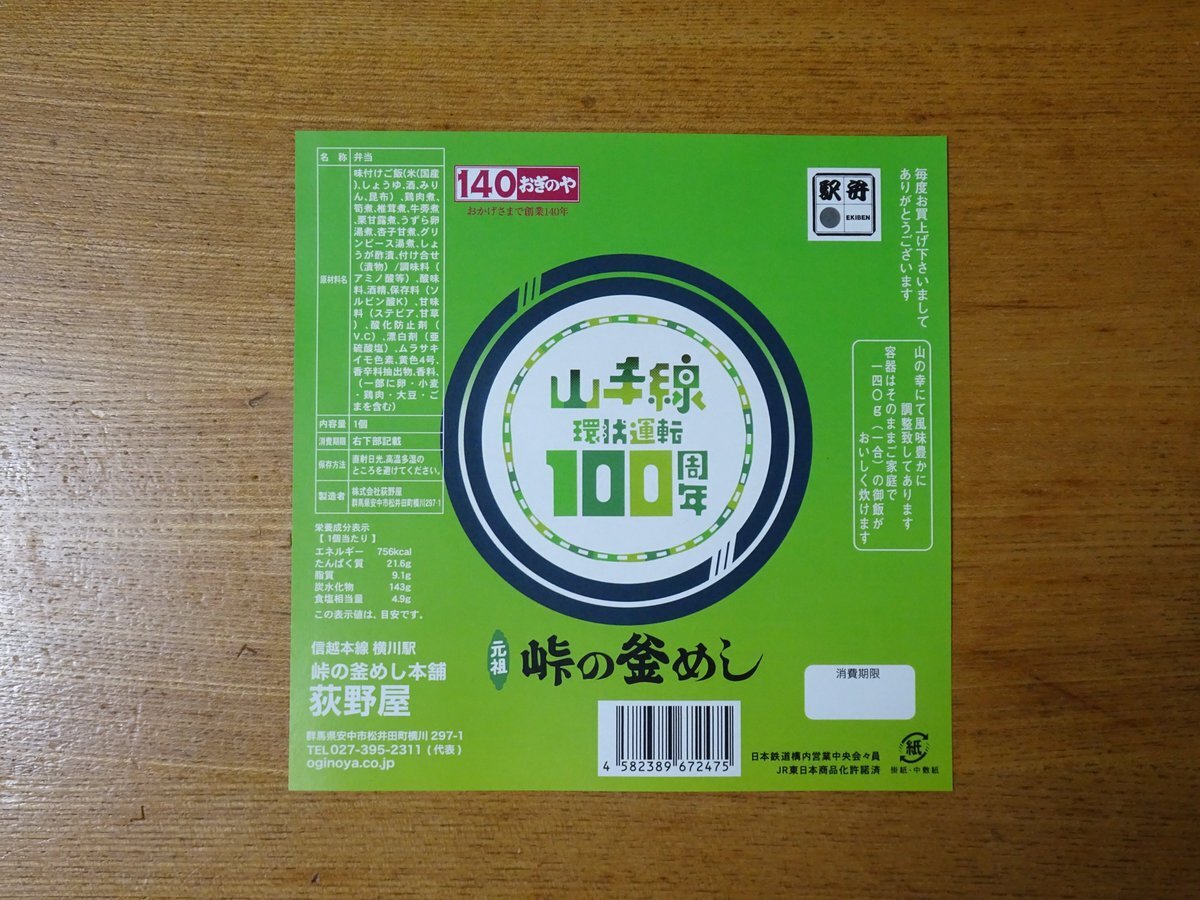 名 称 弁当
原材料名
味付けご飯(米(国産
)､しょうゆ､酒､みり
ん､昆布）､鶏肉煮､
筍煮､椎茸煮､牛蒡煮
､栗甘露煮､うずら卵
湯煮､杏子甘煮､グリ
ンピース湯煮､しょ
うが酢漬､付け合せ
（漬物）/調味料（
アミノ酸等）､酸味
料､酒精､保存料（ソ
ルビン酸K）､甘味
料（ステビア､甘草
）､酸化防止剤（
V.C）､漂白剤（亜
硫酸塩）､ムラサキ
イモ色素､黄色4号､
香辛料抽出物､香料､
（一部に卵・小麦
・鶏肉・大豆・ご
まを含む）
内容量 1個
消費期限 右下部記載
保存方法 直射日光､高温多湿の
ところを避けてください。
製造者 株式会社荻野屋
群馬県安中市松井田町横川297-1
栄養成分表示
【 1個当たり 】
エネルギー 756kcal
たんぱく質 21.6g
脂質 9.1g
炭水化物 143g
食塩相当量 4.9g
この表示値は、目安です。
信越本線 横川駅
峠の釜めし本舗
荻野屋
群馬県安中市松井田町横川 297-1
TEL 027-395-2311（代表）
oginoya.co.jp
140 おぎのや
おかげさまで創業140年
山手線
環状運転
100周年
元祖 峠の釜めし
4 582389 672475
駅弁
EKIBEN
毎度お買上げ下さいまして
ありがとうございます
山の幸にて風味豊かに
調整致してあります
容器はそのままご家庭で
一四〇g（一合）の御飯が
おいしく炊けます
消費期限
日本鉄道構内営業中央会々員
JR東日本商品化許諾済
紙
掛紙・中敷紙